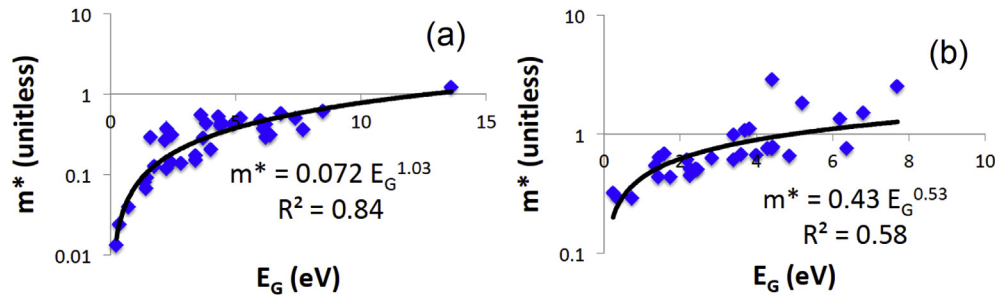 (a)
m* (unitless)
10
1
0.1
0.01
0
5
10
15
m* = 0.072 E_G^1.03
R² = 0.84
E_G (eV)
(b)
m* (unitless)
10
1
0.1
0
2
4
6
8
10
m* = 0.43 E_G^0.53
R² = 0.58
E_G (eV)